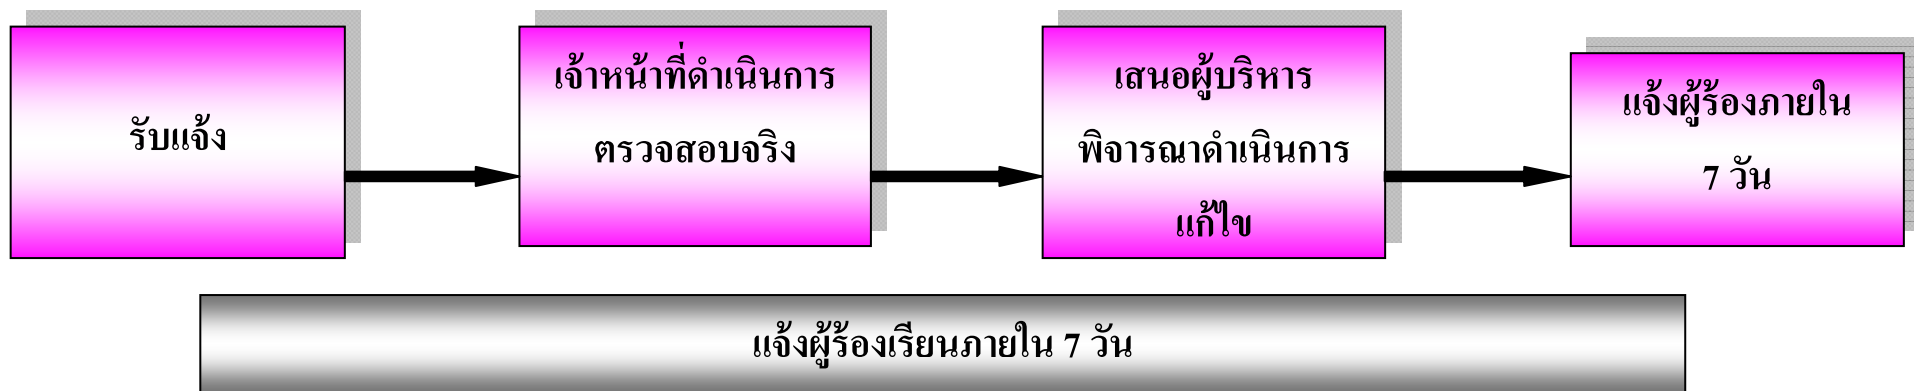 รับแจ้ง
เจ้าหน้าที่ดำเนินการ
ตรวจสอบจริง
เสนอผู้บริหาร
พิจารณาดำเนินการ
แก้ไข
แจ้งผู้ร้องภายใน
7 วัน
แจ้งผู้ร้องเรียนภายใน 7 วัน